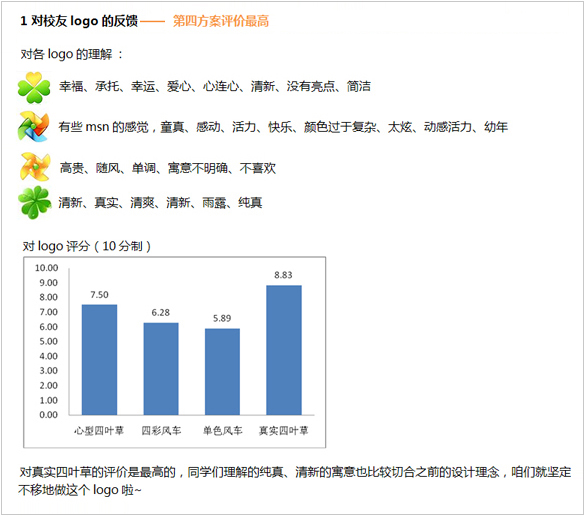 1 对校友 logo 的反馈—— 第四方案评价最高
对各 logo 的理解 :
幸福、承托、幸运、爱心、心连心、清新、没有亮点、简洁
有些 msn 的感觉，童真、感动、活力、快乐、颜色过于复杂、太炫、动感活力、幼年
高贵、随风、单调、寓意不明确、不喜欢
清新、真实、清爽、清新、雨露、纯真
对 logo 评分（10 分制）
10.00
9.00
8.00
7.00
6.00
5.00
4.00
3.00
2.00
1.00
0.00
7.50
6.28
5.89
8.83
心型四叶草 四彩风车 单色风车 真实四叶草
对真实四叶草的评价是最高的，同学们理解的纯真、清新的寓意也比较切合之前的设计理念，咱们就坚定
不移地做这个 logo 啦~